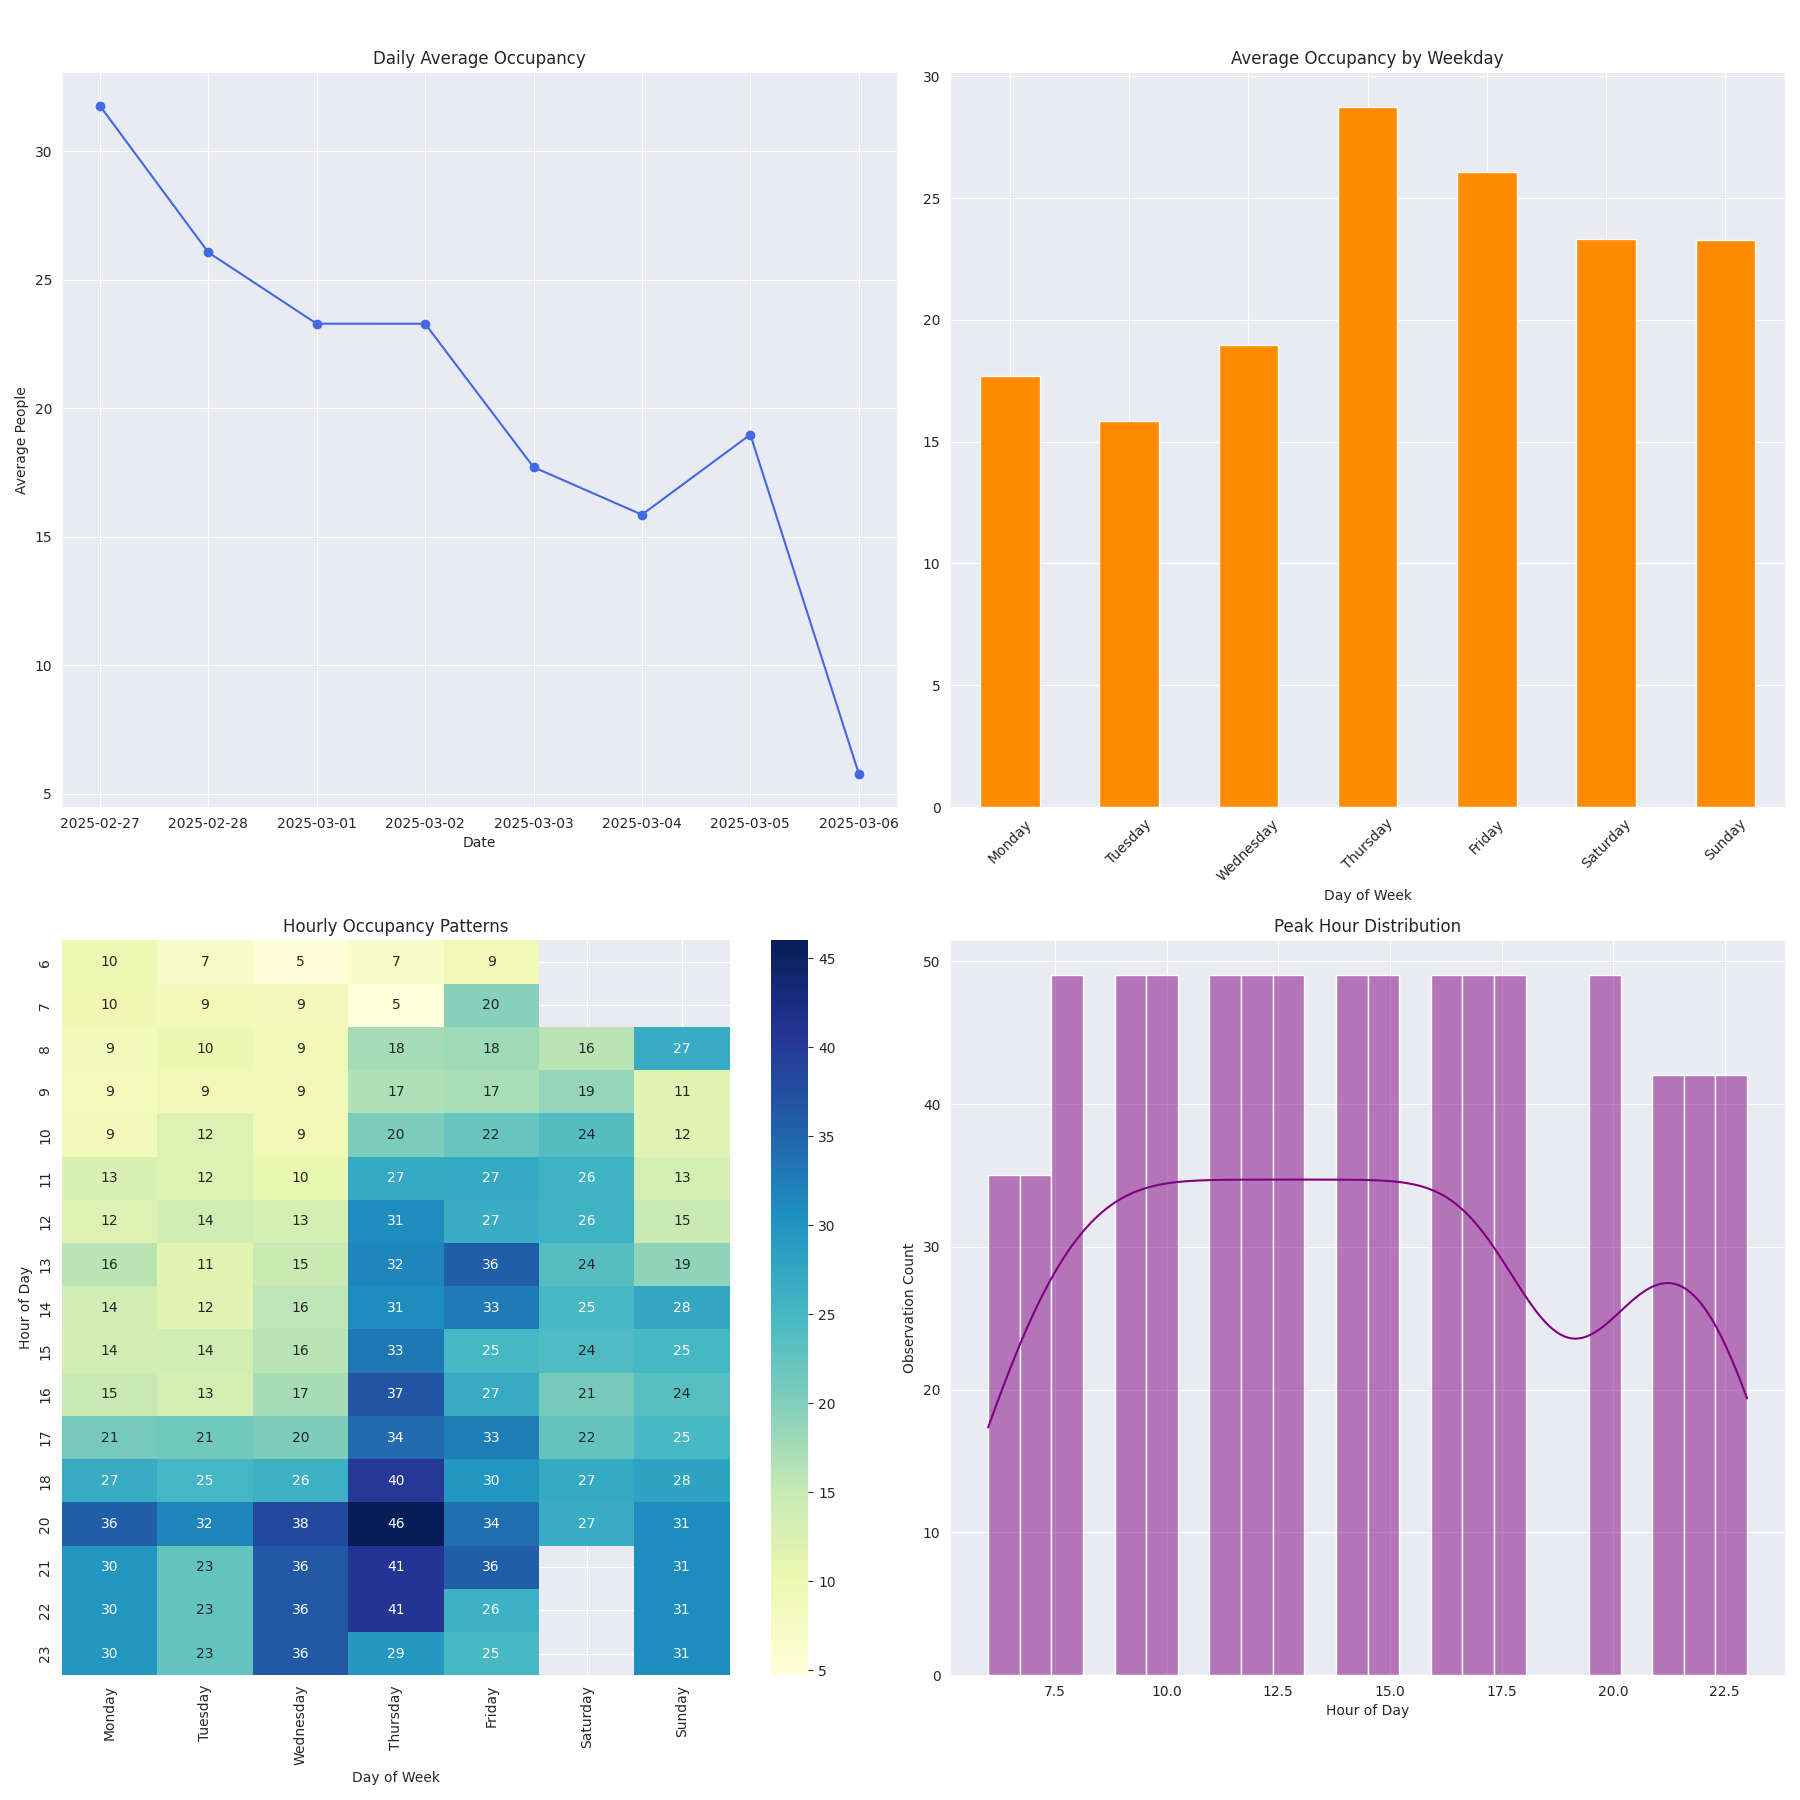 Daily Average Occupancy
Average People
30
25
20
15
10
5
2025-02-27 2025-02-28 2025-03-01 2025-03-02 2025-03-03 2025-03-04 2025-03-05 2025-03-06
Date
Average Occupancy by Weekday
30
25
20
15
10
5
0
Monday Tuesday Wednesday Thursday Friday Saturday Sunday
Day of Week
Hourly Occupancy Patterns
Hour of Day
6 10 7 5 7 9
7 10 9 9 5 20
8 9 10 9 18 18 16 27
9 9 9 9 17 17 19 11
10 9 12 9 20 22 24 12
11 13 12 10 27 27 26 13
12 12 14 13 31 27 26 15
13 16 11 15 32 36 24 19
14 14 12 16 31 33 25 28
15 14 14 16 33 25 24 25
16 15 13 17 37 27 21 24
17 21 21 20 34 33 22 25
18 27 25 26 40 30 27 28
20 36 32 38 46 34 27 31
21 30 23 36 41 36 31
22 30 23 36 41 26 31
23 30 23 36 29 25 31
Monday Tuesday Wednesday Thursday Friday Saturday Sunday
Day of Week
45
40
35
30
25
20
15
10
5
Peak Hour Distribution
Observation Count
50
40
30
20
10
0
7.5 10.0 12.5 15.0 17.5 20.0 22.5
Hour of Day